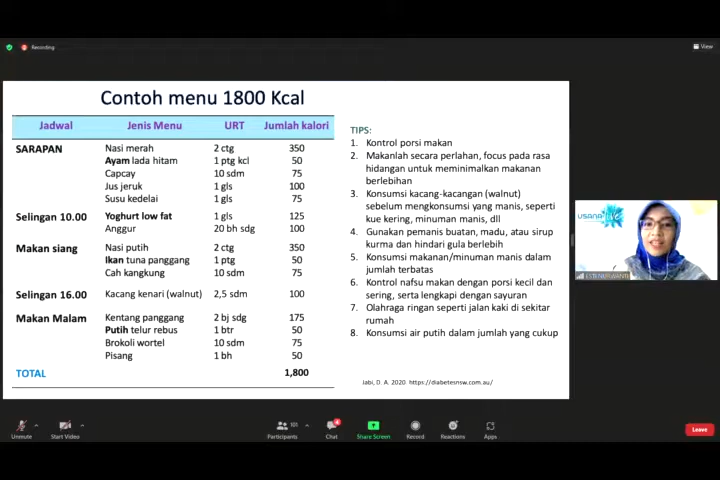 Recording
View
Contoh menu 1800 Kcal
Jadwal Jenis Menu URT Jumlah kalori
SARAPAN Nasi merah 2 ctg 350
Ayam lada hitam 1 ptg kcl 50
Capcay 10 sdm 75
Jus jeruk 1 gls 100
Susu kedelai 1 gls 75
Selingan 10.00 Yoghurt low fat 1 gls 125
Anggur 20 bh sdg 100
Makan siang Nasi putih 2 ctg 350
Ikan tuna panggang 1 ptg 50
Cah kangkung 10 sdm 75
Selingan 16.00 Kacang kenari (walnut) 2,5 sdm 100
Makan Malam Kentang panggang 2 bj sdg 175
Putih telur rebus 1 btr 50
Brokoli wortel 10 sdm 75
Pisang 1 bh 50
TOTAL 1,800
TIPS:
1. Kontrol porsi makan
2. Makanlah secara perlahan, focus pada rasa
hidangan untuk meminimalkan makanan
berlebihan
3. Konsumsi kacang-kacangan (walnut)
sebelum mengkonsumsi yang manis, seperti
kue kering, minuman manis, dll
4. Gunakan pemanis buatan, madu, atau sirup
kurma dan hindari gula berlebih
5. Konsumsi makanan/minuman manis dalam
jumlah terbatas
6. Kontrol nafsu makan dengan porsi kecil dan
sering, serta lengkapi dengan sayuran
7. Olahraga ringan seperti jalan kaki di sekitar
rumah
8. Konsumsi air putih dalam jumlah yang cukup
Jabi, D. A. 2020 https://diabetesnsw.com.au/
USANA
Unmute
Start Video
Participants
101
Chat
Share Screen
Record
Reactions
Apps
Leave